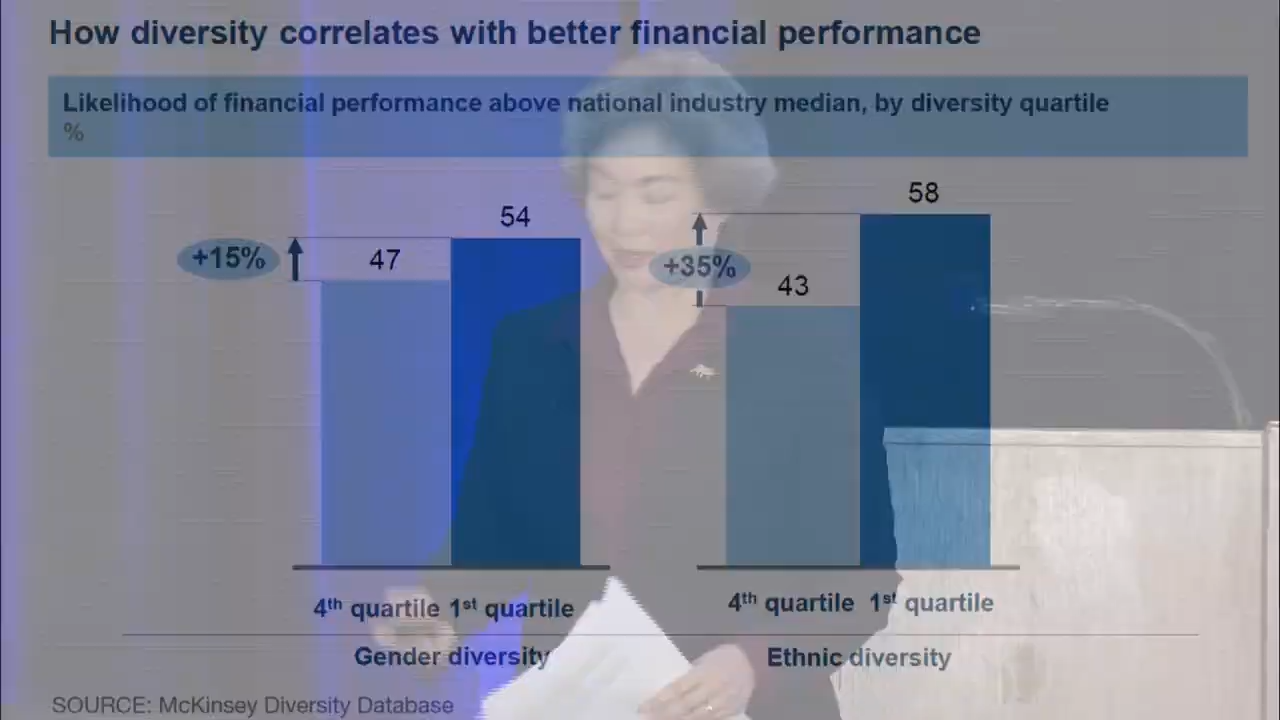 How diversity correlates with better financial performance
Likelihood of financial performance above national industry median, by diversity quartile
%
58
54
+15%
47
+35%
43
4th quartile 1st quartile
4th quartile 1st quartile
Gender diversity
Ethnic diversity
SOURCE: McKinsey Diversity Database